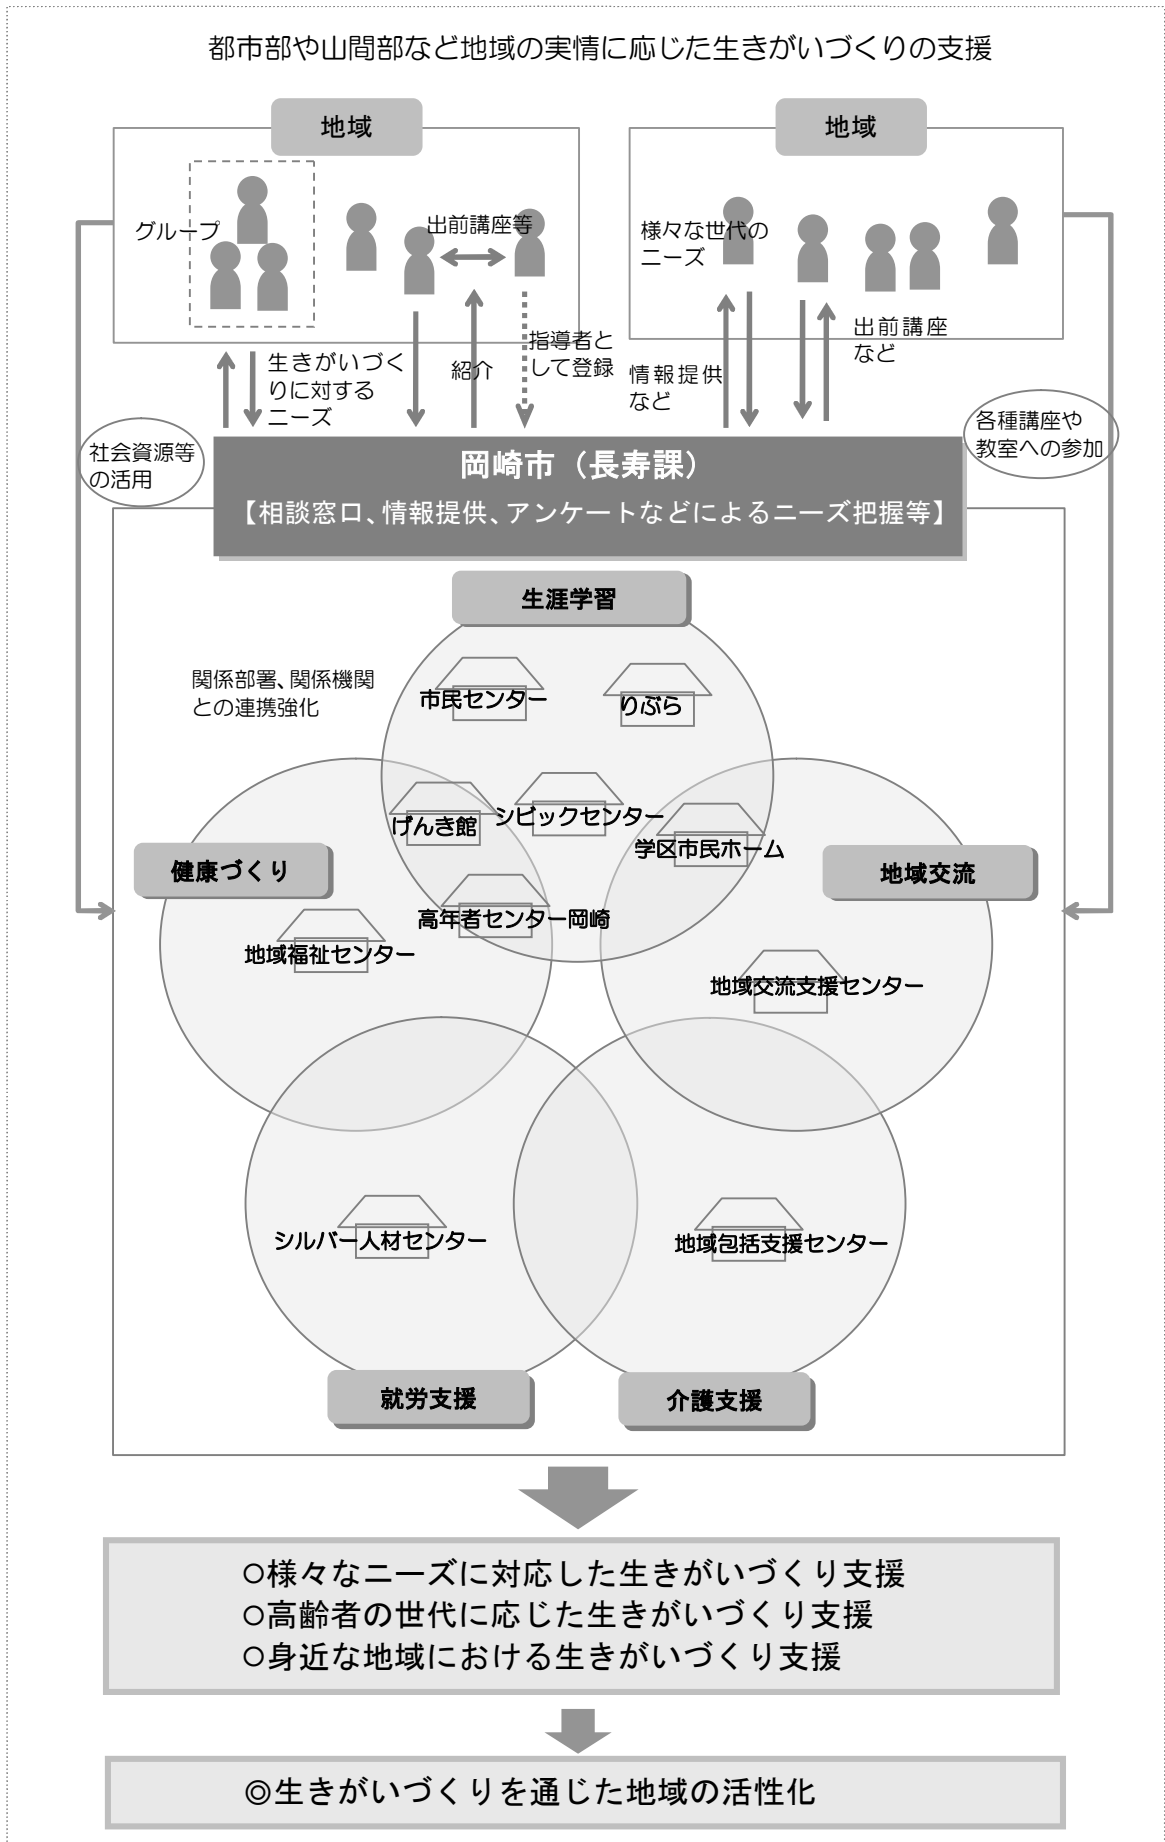 都市部や山間部など地域の実情に応じた生きがいづくりの支援
地域
地域
グループ
出前講座等
様々な世代の
ニーズ
生きがいづく
りに対する
ニーズ
紹介
指導者と
して登録
情報提供
など
出前講座
など
社会資源等
の活用
各種講座や
教室への参加
岡崎市（長寿課）
【相談窓口、情報提供、アンケートなどによるニーズ把握等】
生涯学習
関係部署、関係機関
との連携強化
市民センター
りぶら
げんき館
シビックセンター
学区市民ホーム
健康づくり
地域交流
高年者センター岡崎
地域福祉センター
地域交流支援センター
シルバー人材センター
地域包括支援センター
就労支援
介護支援
○様々なニーズに対応した生きがいづくり支援
○高齢者の世代に応じた生きがいづくり支援
○身近な地域における生きがいづくり支援
◎生きがいづくりを通じた地域の活性化